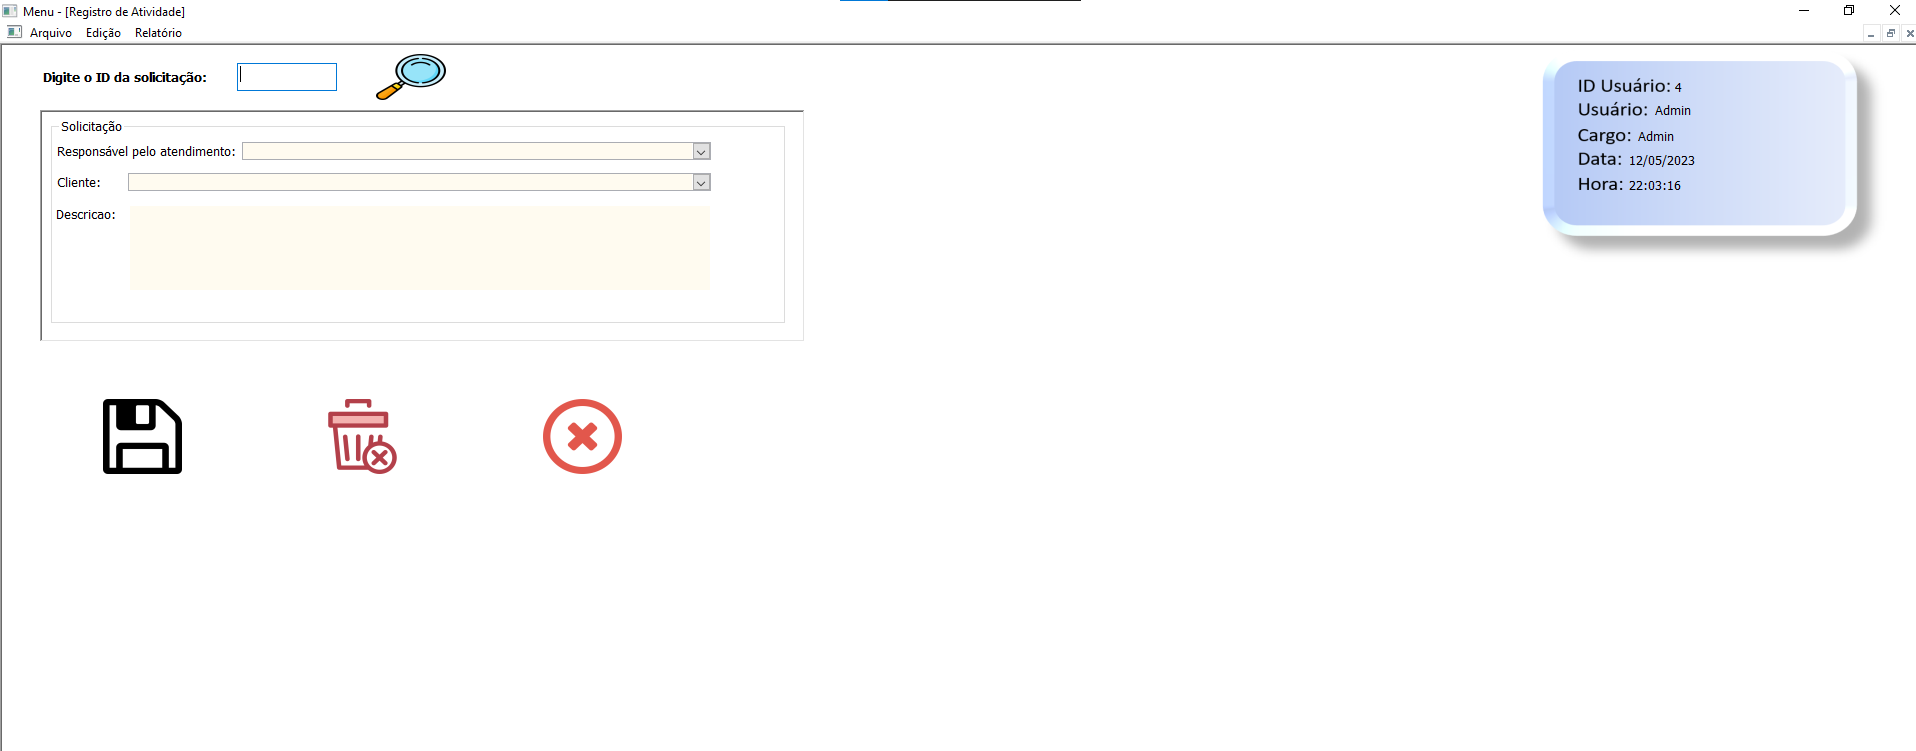 Menu - [Registro de Atividade]
Arquivo Edição Relatório
Digite o ID da solicitação:
Solicitação
Responsável pelo atendimento:
Cliente:
Descricao:
ID Usuário: 4
Usuário: Admin
Cargo: Admin
Data: 12/05/2023
Hora: 22:03:16